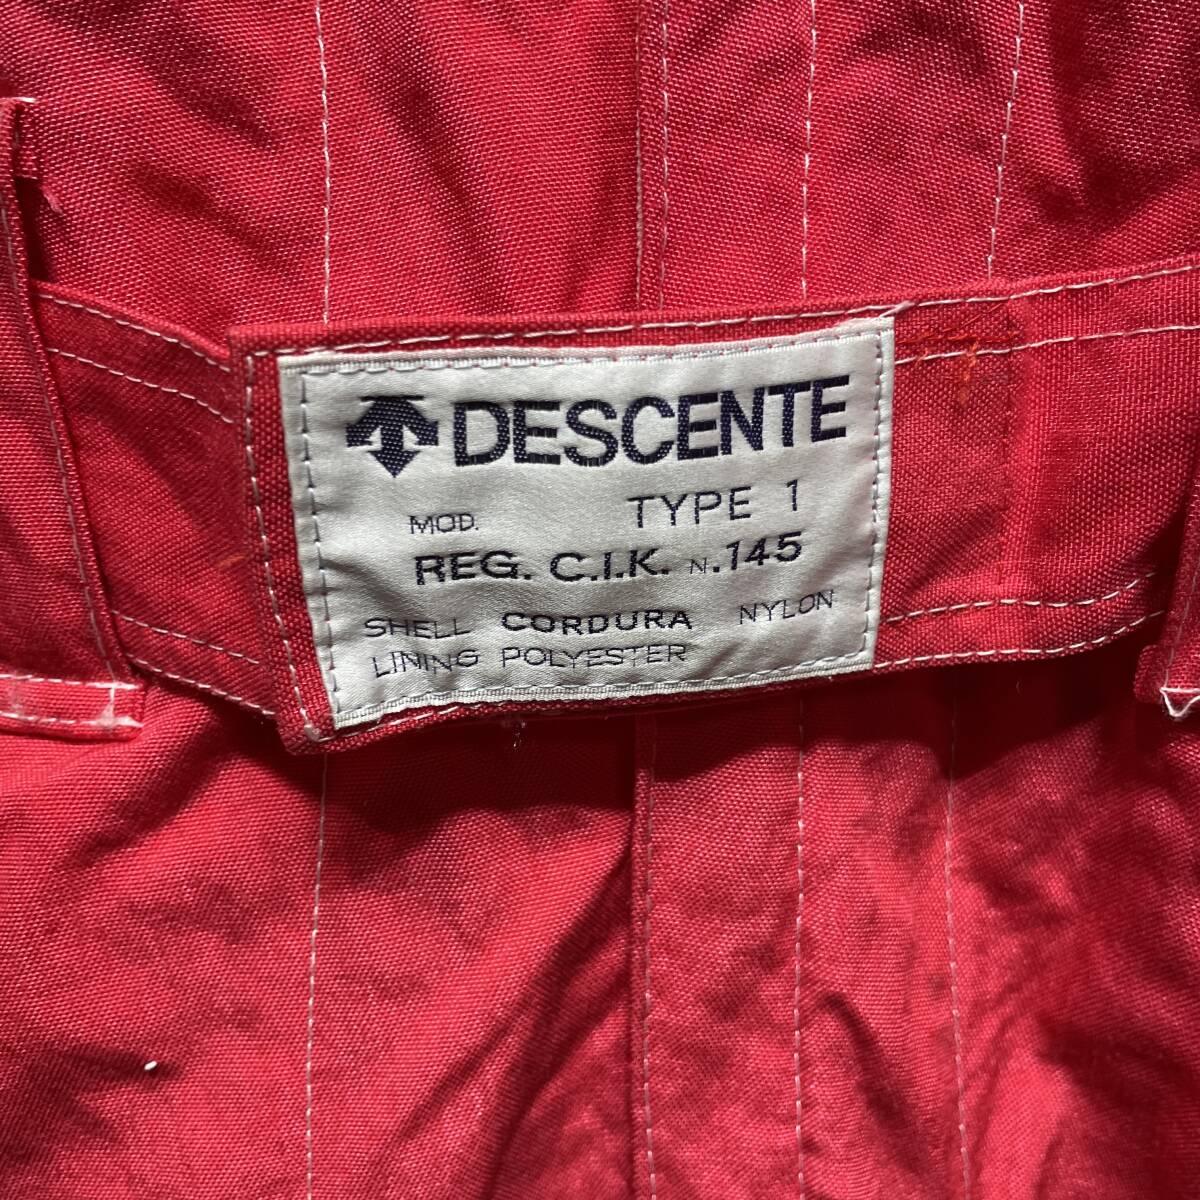 DESCENTE
MOD. TYPE 1
REG. C.I.K. N.145
SHELL CORDURA NYLON
LINING POLYESTER